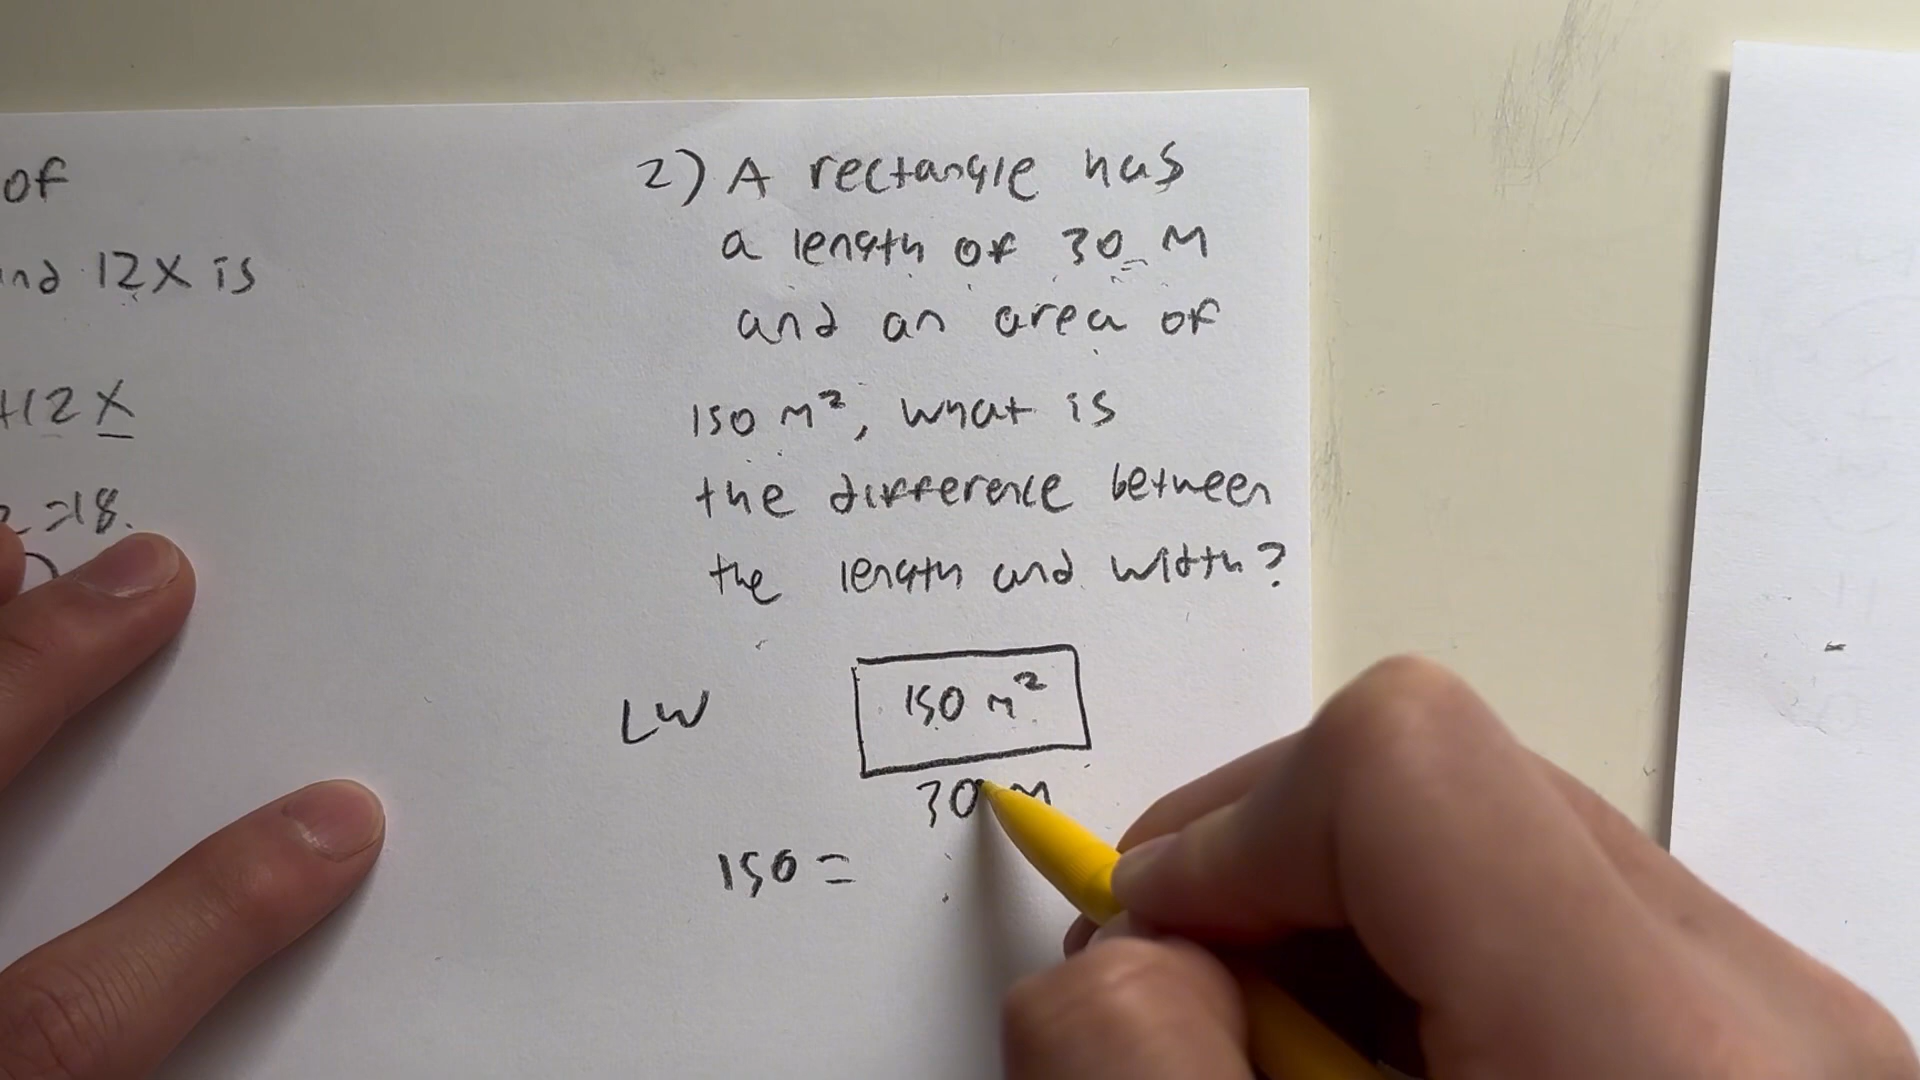 of
and 12x is
+12x
=18.
2) A rectangle has
a length of 30 M
and an area of
150 M², what is
the difference between
the length and width?
LW
150 m²
30 M
150 =